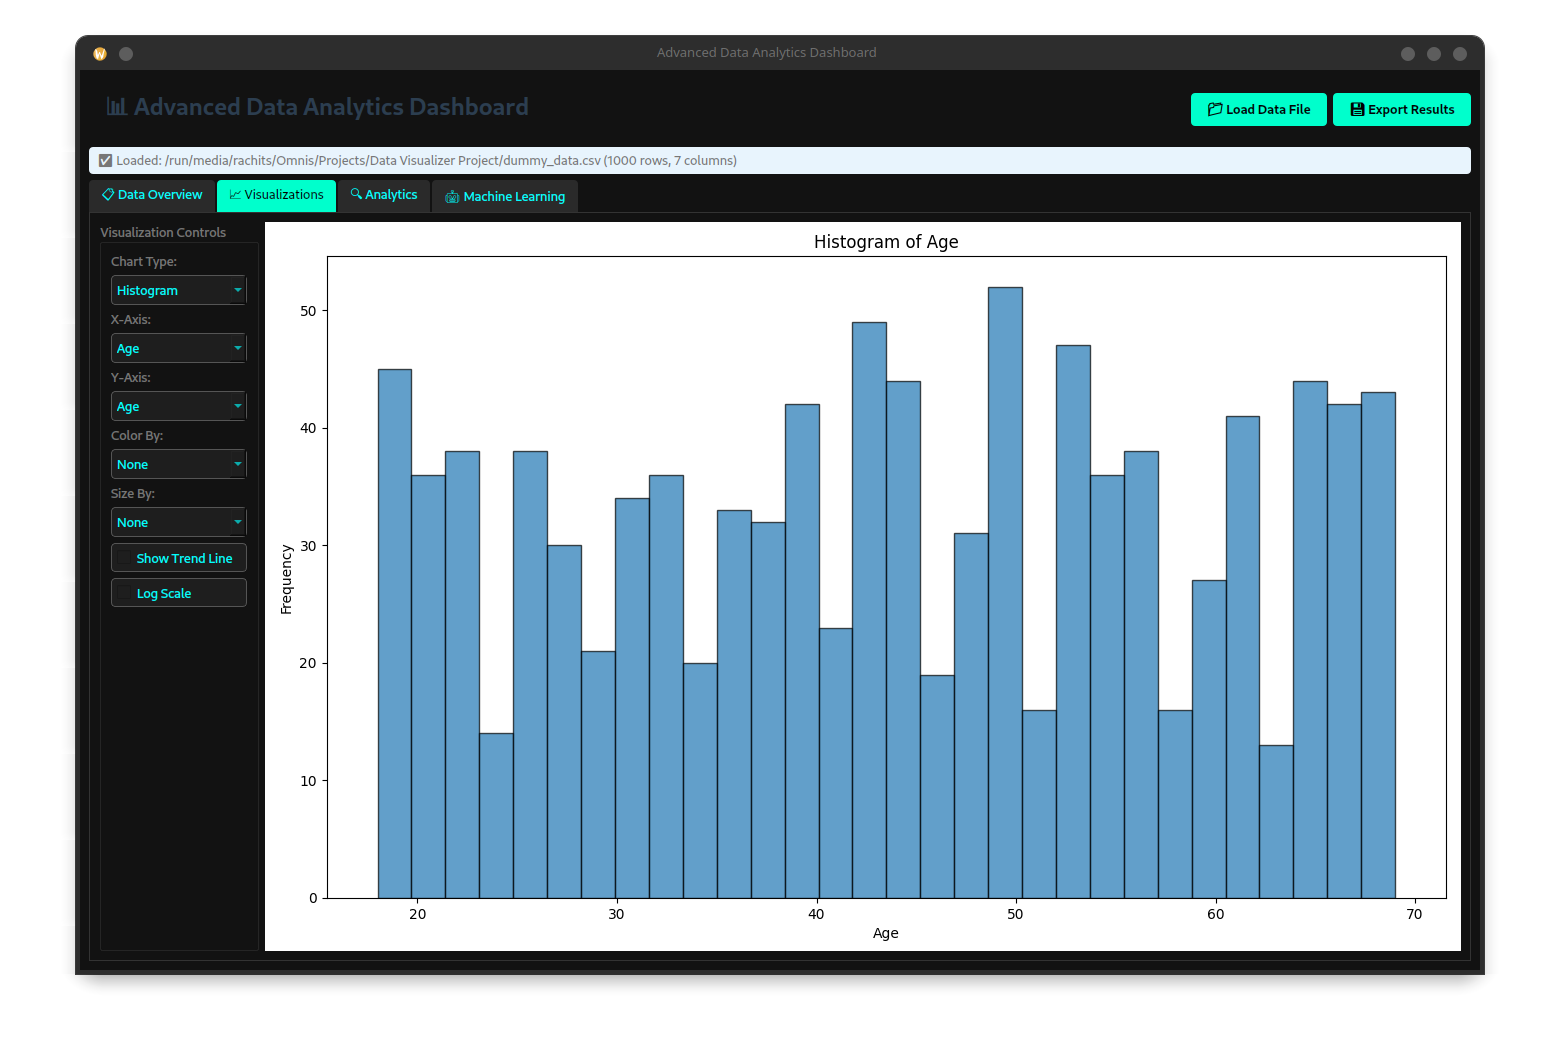 Advanced Data Analytics Dashboard
Advanced Data Analytics Dashboard
Load Data File
Export Results
Loaded: /run/media/rachits/Omnis/Projects/Data Visualizer Project/dummy_data.csv (1000 rows, 7 columns)
Data Overview
Visualizations
Analytics
Machine Learning
Visualization Controls
Chart Type:
Histogram
X-Axis:
Age
Y-Axis:
Age
Color By:
None
Size By:
None
Show Trend Line
Log Scale
Histogram of Age
50
40
30
20
10
0
Frequency
20
30
40
50
60
70
Age